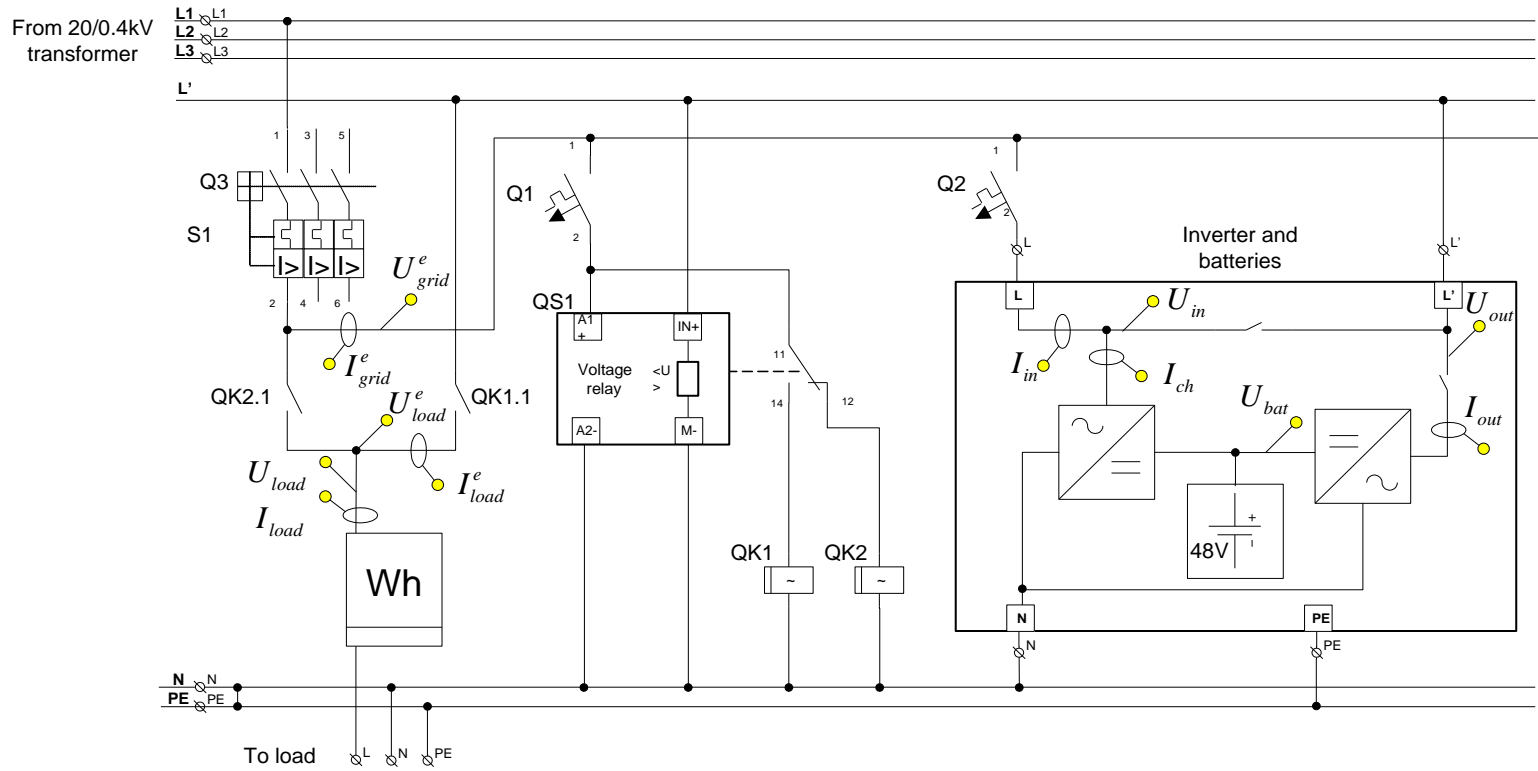 From 20/0.4kV
transformer
L1 L1
L2 L2
L3 L3
L'
1 3 5
Q3
S1
I> I> I>
2 4 6
U^e_grid
I^e_grid
QK2.1
QK1.1
U^e_load
I^e_load
U_load
I_load
Wh
1
Q1
2
QS1
A1
+
IN+
Voltage
relay
<U
>
A2-
M-
11
14
12
QK1
~
QK2
~
1
Q2
2
L
L'
Inverter and
batteries
L
L'
U_in
U_out
I_in
I_ch
U_bat
I_out
+
-
48V
N
PE
N
PE
N N
PE PE
To load
L
N
PE